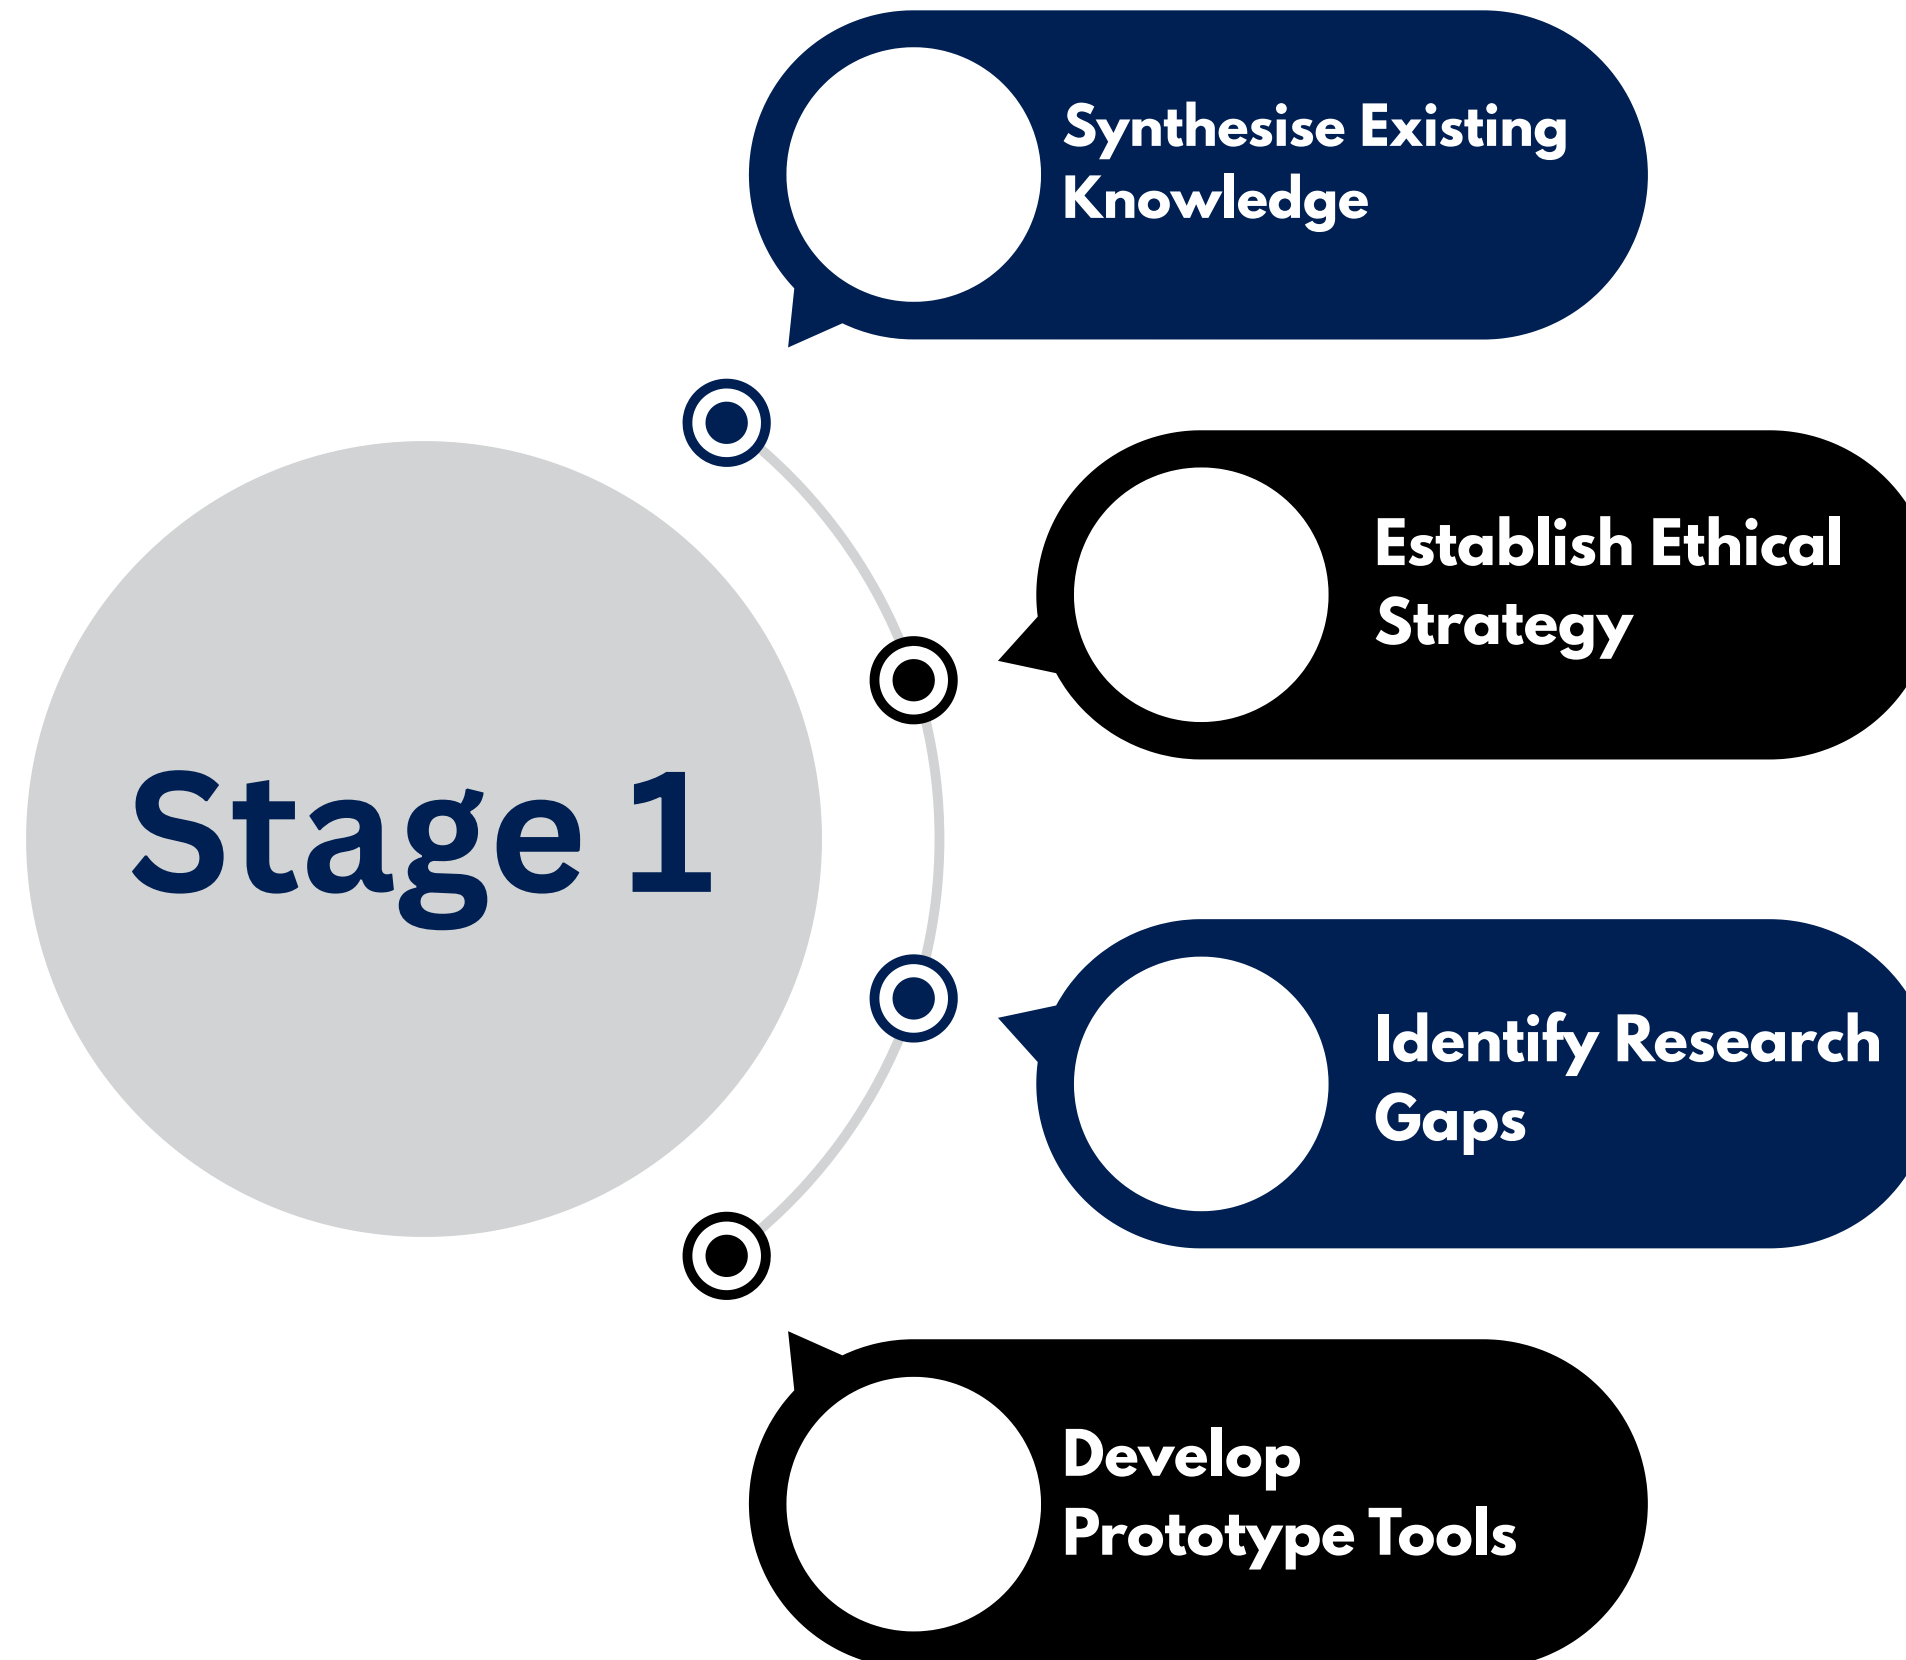 Synthesise Existing
Knowledge
Establish Ethical
Strategy
Stage 1
Identify Research
Gaps
Develop
Prototype Tools